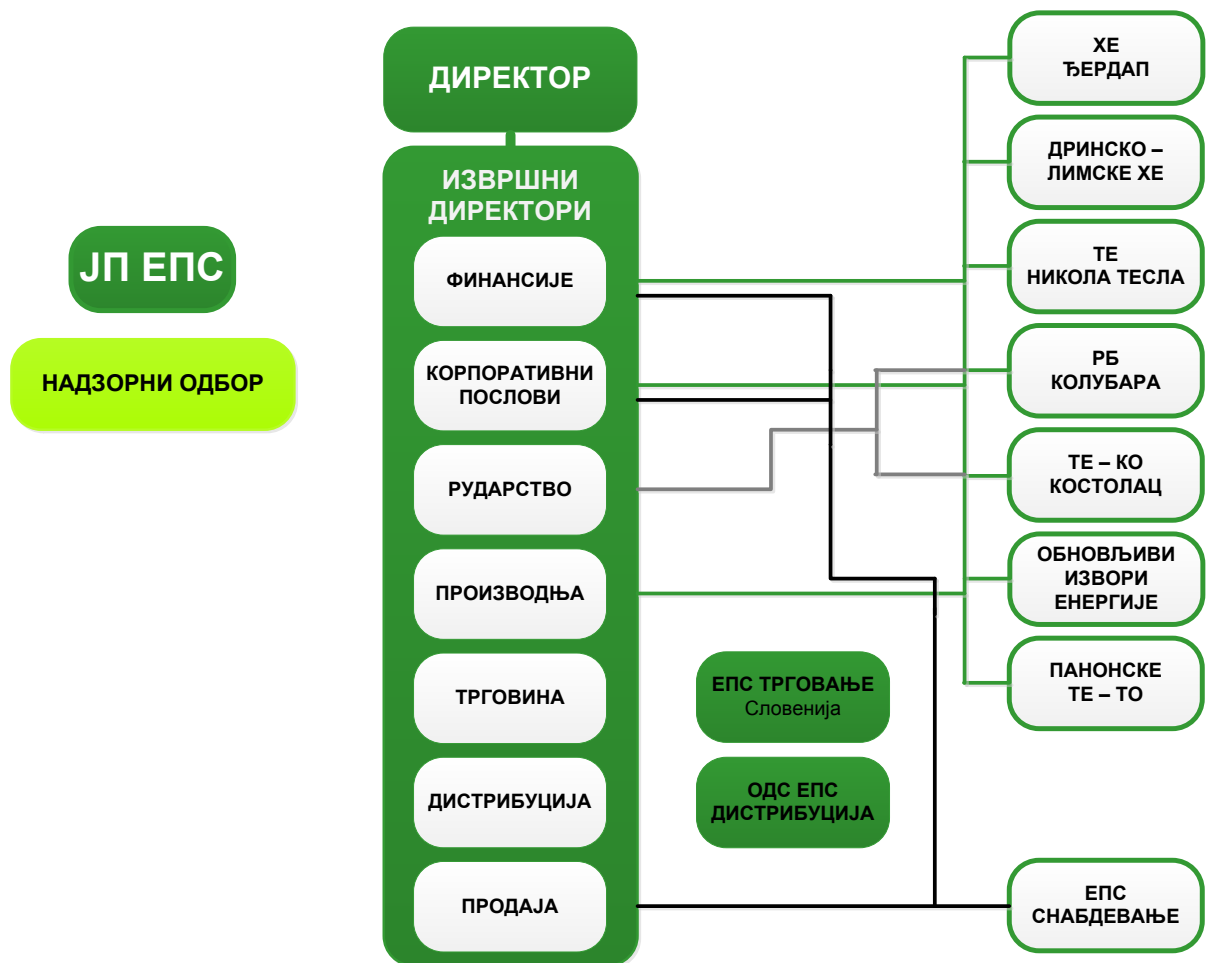 ЈП ЕПС
НАДЗОРНИ ОДБОР
ДИРЕКТОР
ИЗВРШНИ
ДИРЕКТОРИ
ФИНАНСИЈЕ
КОРПОРАТИВНИ
ПОСЛОВИ
РУДАРСТВО
ПРОИЗВОДЊА
ТРГОВИНА
ДИСТРИБУЦИЈА
ПРОДАЈА
ЕПС ТРГОВАЊЕ
Словенија
ОДС ЕПС
ДИСТРИБУЦИЈА
ХЕ
ЂЕРДАП
ДРИНСКО –
ЛИМСКЕ ХЕ
ТЕ
НИКОЛА ТЕСЛА
РБ
КОЛУБАРА
ТЕ – КО
КОСТОЛАЦ
ОБНОВЉИВИ
ИЗВОРИ
ЕНЕРГИЈЕ
ПАНОНСКЕ
ТЕ – ТО
ЕПС
СНАБДЕВАЊЕ